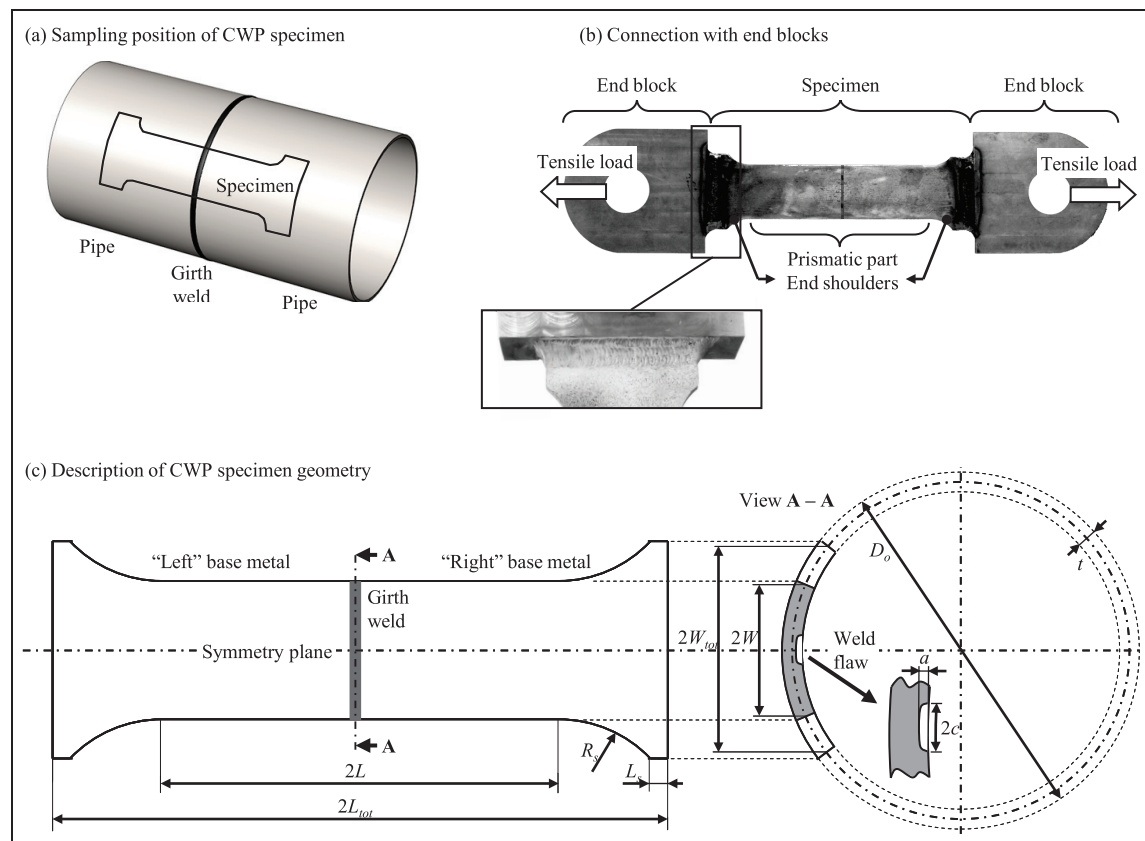 (a) Sampling position of CWP specimen
Specimen
Pipe
Girth
weld
Pipe
(b) Connection with end blocks
End block
Specimen
End block
Tensile load
Tensile load
Prismatic part
End shoulders
(c) Description of CWP specimen geometry
View A – A
"Left" base metal
A
"Right" base metal
Girth
weld
Symmetry plane
A
2L
2Ltot
Rs
Ls
2Wtot
2W
Do
t
Weld
flaw
a
2c